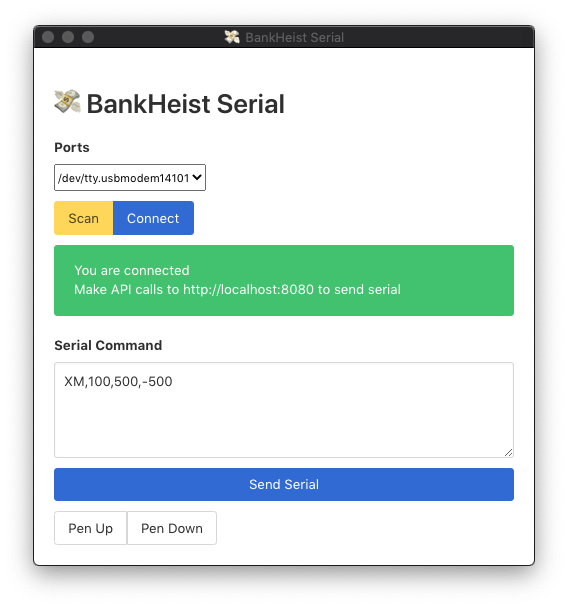 💸 BankHeist Serial
💸 BankHeist Serial
Ports
/dev/tty.usbmodem14101
Scan Connect
You are connected
Make API calls to http://localhost:8080 to send serial
Serial Command
XM,100,500,-500
Send Serial
Pen Up Pen Down